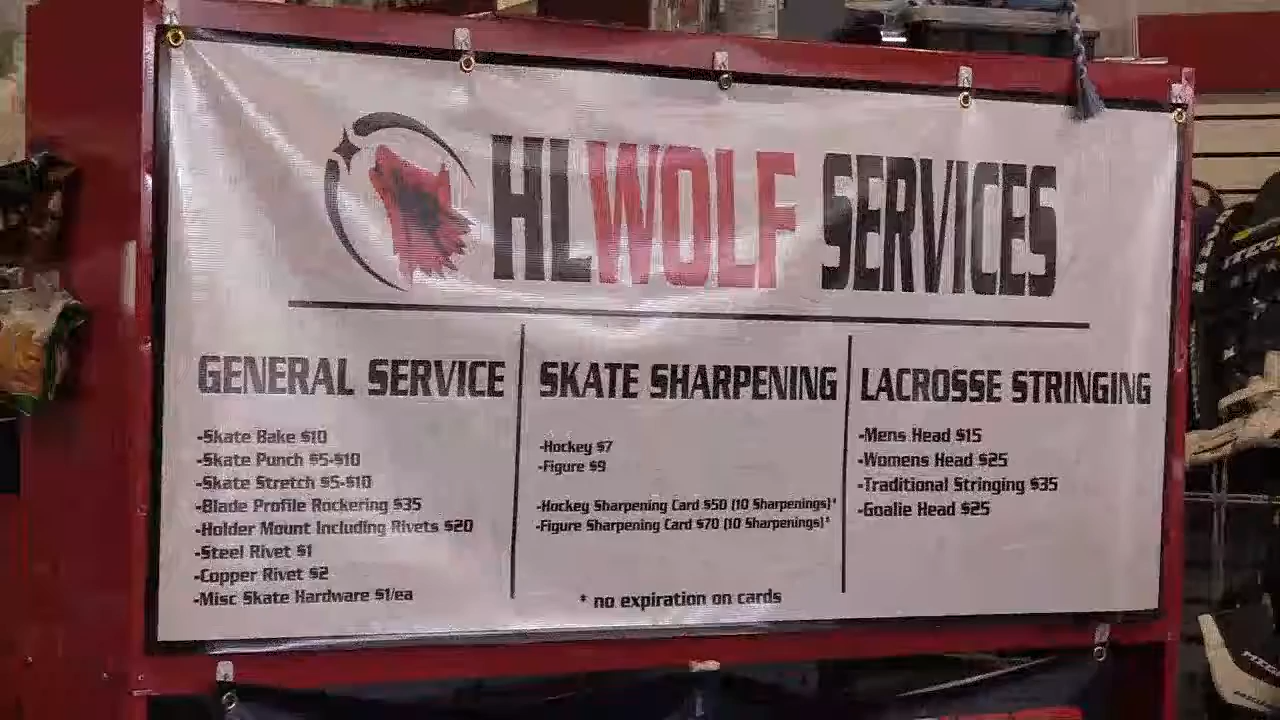 HLWOLF SERVICES
GENERAL SERVICE
-Skate Bake $10
-Skate Punch $5-$10
-Skate Stretch $5-$10
-Blade Profile Rockering $35
-Holder Mount Including Rivets $20
-Steel Rivet $1
-Copper Rivet $2
-Misc Skate Hardware $1/ea
SKATE SHARPENING
-Hockey $7
-Figure $9
-Hockey Sharpening Card $50 (10 Sharpenings)*
-Figure Sharpening Card $70 (10 Sharpenings)*
* no expiration on cards
LACROSSE STRINGING
-Mens Head $15
-Womens Head $25
-Traditional Stringing $35
-Goalie Head $25